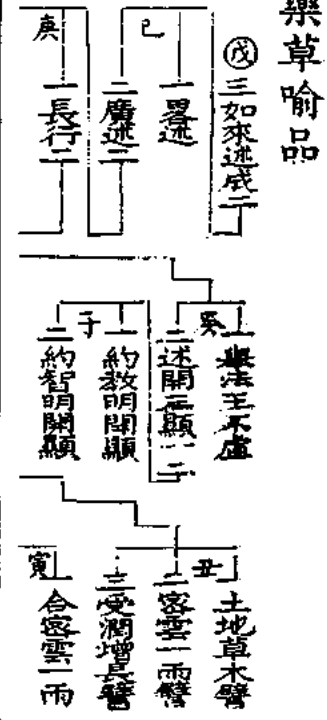 藥草喻品
戊
三如來述成二
己
一畧述
二廣述二
庚
一長行二
癸
一舉法王不虛
二述開三顯一二
子
一約教明開顯
二約智明開顯
丑
一土地草木譬
二密雲一雨譬
三受潤增長譬
寅
一合密雲一雨